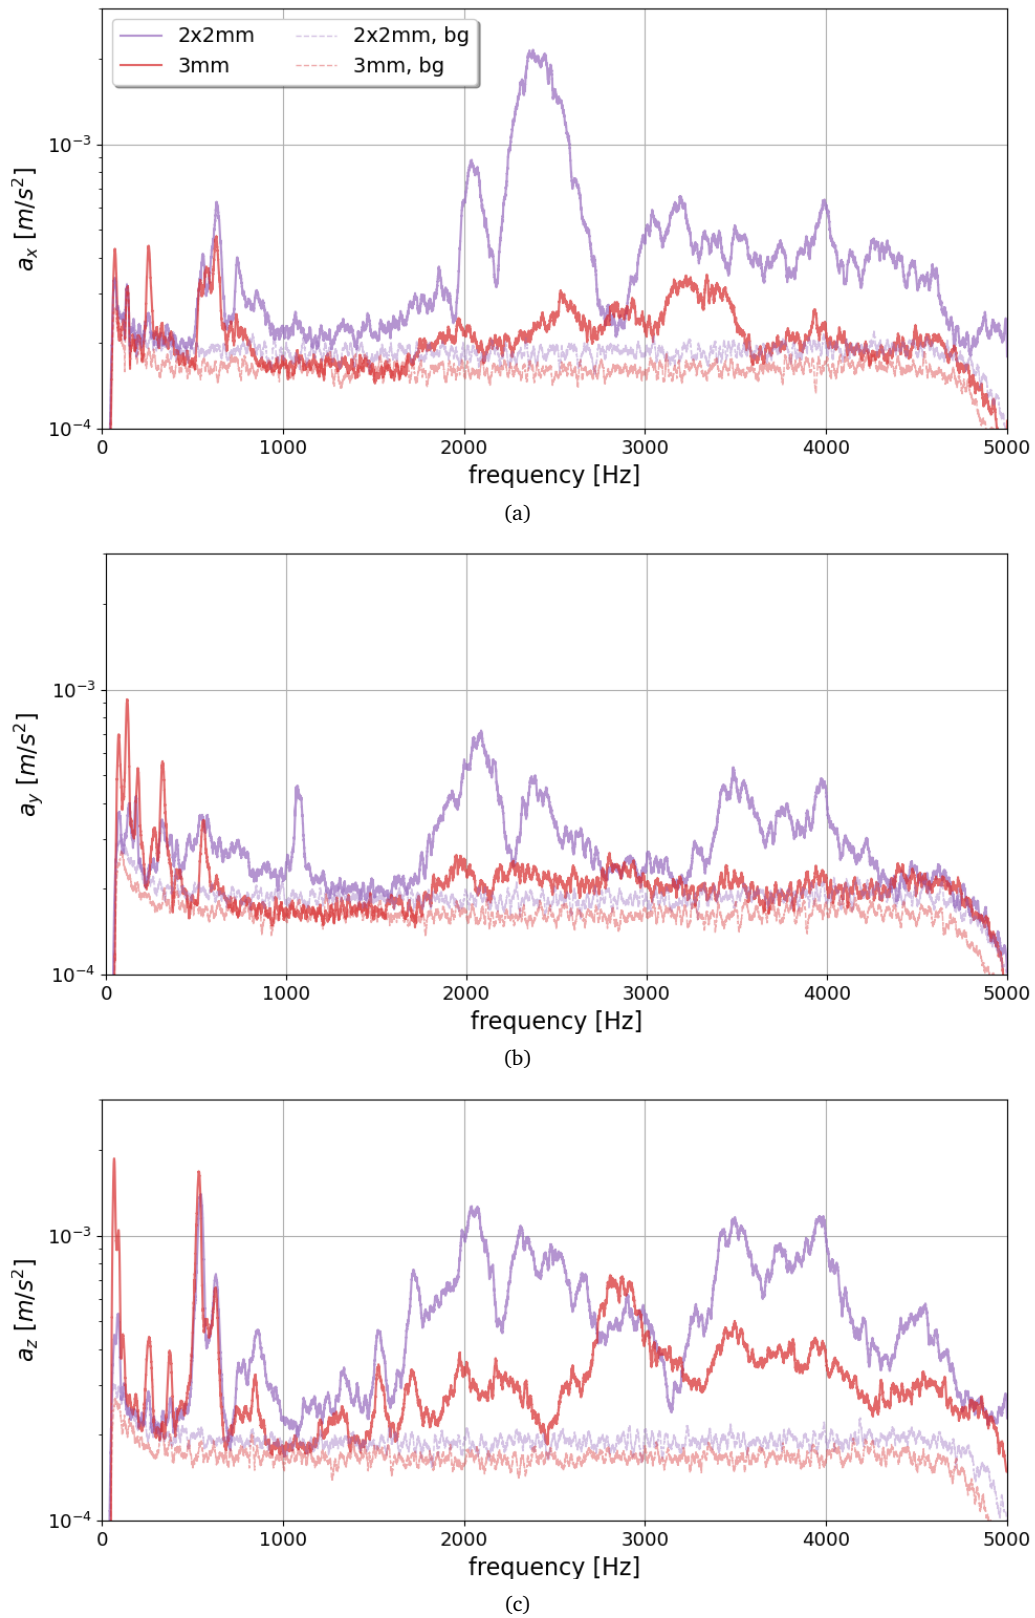 2x2mm
3mm
2x2mm, bg
3mm, bg
10⁻³
10⁻⁴
aₓ [m/s²]
0 1000 2000 3000 4000 5000
frequency [Hz]
(a)
10⁻³
10⁻⁴
a_y [m/s²]
0 1000 2000 3000 4000 5000
frequency [Hz]
(b)
10⁻³
10⁻⁴
a_z [m/s²]
0 1000 2000 3000 4000 5000
frequency [Hz]
(c)